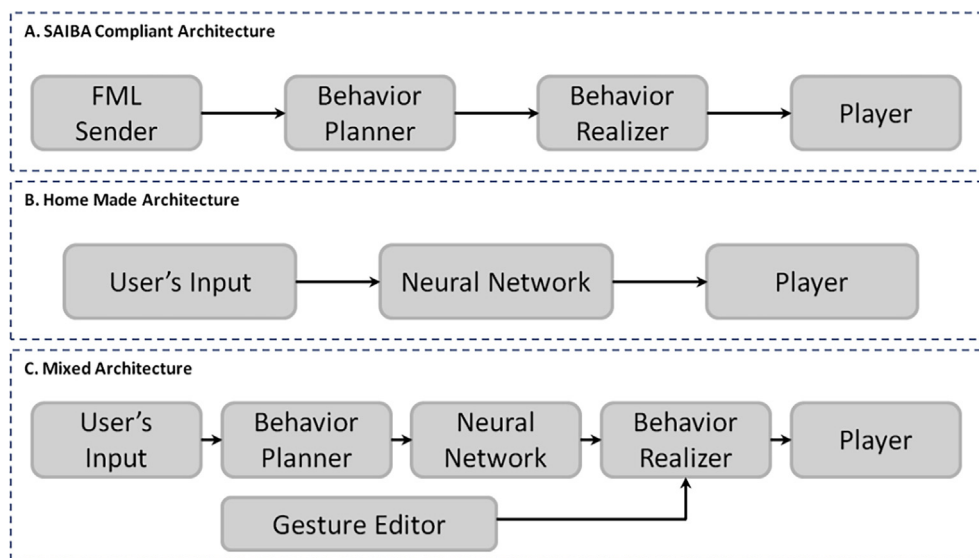 A. SAIBA Compliant Architecture
FML
Sender
Behavior
Planner
Behavior
Realizer
Player
B. Home Made Architecture
User's Input
Neural Network
Player
C. Mixed Architecture
User's
Input
Behavior
Planner
Neural
Network
Behavior
Realizer
Player
Gesture Editor